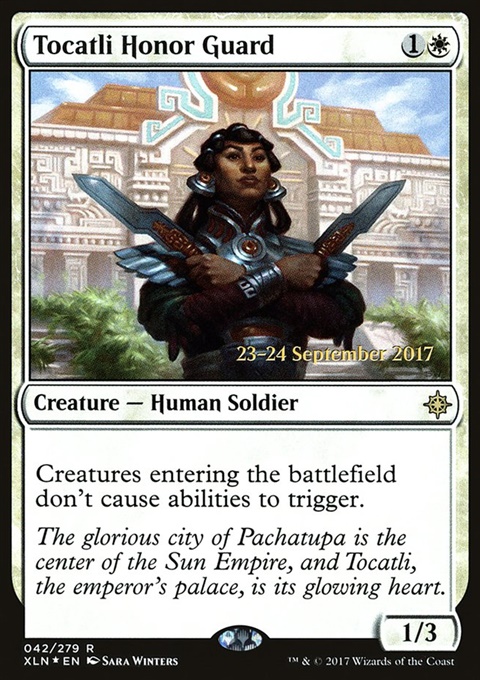 Tocatli Honor Guard 1
23–24 September 2017
Creature — Human Soldier
Creatures entering the battlefield
don't cause abilities to trigger.
The glorious city of Pachatupa is the
center of the Sun Empire, and Tocatli,
the emperor's palace, is its glowing heart.
1/3
042/279 R
XLN★EN Sara Winters
™ & © 2017 Wizards of the Coast